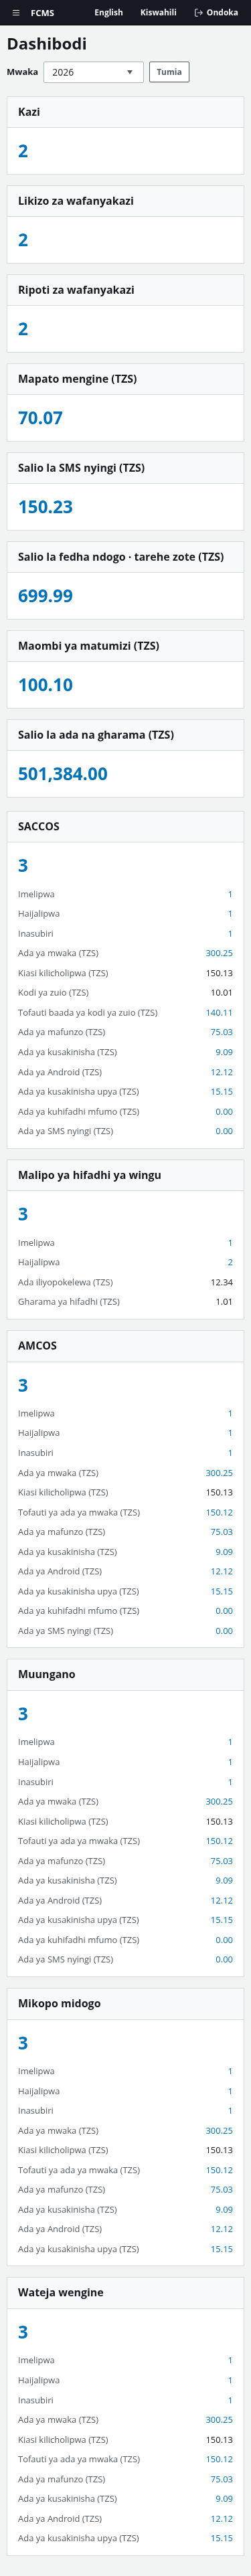 FCMS English Kiswahili Ondoka
Dashibodi
Mwaka 2026 Tumia
Kazi
2
Likizo za wafanyakazi
2
Ripoti za wafanyakazi
2
Mapato mengine (TZS)
70.07
Salio la SMS nyingi (TZS)
150.23
Salio la fedha ndogo · tarehe zote (TZS)
699.99
Maombi ya matumizi (TZS)
100.10
Salio la ada na gharama (TZS)
501,384.00
SACCOS
3
Imelipwa 1
Haijalipwa 1
Inasubiri 1
Ada ya mwaka (TZS) 300.25
Kiasi kilicholipwa (TZS) 150.13
Kodi ya zuio (TZS) 10.01
Tofauti baada ya kodi ya zuio (TZS) 140.11
Ada ya mafunzo (TZS) 75.03
Ada ya kusakinisha (TZS) 9.09
Ada ya Android (TZS) 12.12
Ada ya kusakinisha upya (TZS) 15.15
Ada ya kuhifadhi mfumo (TZS) 0.00
Ada ya SMS nyingi (TZS) 0.00
Malipo ya hifadhi ya wingu
3
Imelipwa 1
Haijalipwa 2
Ada iliyopokelewa (TZS) 12.34
Gharama ya hifadhi (TZS) 1.01
AMCOS
3
Imelipwa 1
Haijalipwa 1
Inasubiri 1
Ada ya mwaka (TZS) 300.25
Kiasi kilicholipwa (TZS) 150.13
Tofauti ya ada ya mwaka (TZS) 150.12
Ada ya mafunzo (TZS) 75.03
Ada ya kusakinisha (TZS) 9.09
Ada ya Android (TZS) 12.12
Ada ya kusakinisha upya (TZS) 15.15
Ada ya kuhifadhi mfumo (TZS) 0.00
Ada ya SMS nyingi (TZS) 0.00
Muungano
3
Imelipwa 1
Haijalipwa 1
Inasubiri 1
Ada ya mwaka (TZS) 300.25
Kiasi kilicholipwa (TZS) 150.13
Tofauti ya ada ya mwaka (TZS) 150.12
Ada ya mafunzo (TZS) 75.03
Ada ya kusakinisha (TZS) 9.09
Ada ya Android (TZS) 12.12
Ada ya kusakinisha upya (TZS) 15.15
Ada ya kuhifadhi mfumo (TZS) 0.00
Ada ya SMS nyingi (TZS) 0.00
Mikopo midogo
3
Imelipwa 1
Haijalipwa 1
Inasubiri 1
Ada ya mwaka (TZS) 300.25
Kiasi kilicholipwa (TZS) 150.13
Tofauti ya ada ya mwaka (TZS) 150.12
Ada ya mafunzo (TZS) 75.03
Ada ya kusakinisha (TZS) 9.09
Ada ya Android (TZS) 12.12
Ada ya kusakinisha upya (TZS) 15.15
Wateja wengine
3
Imelipwa 1
Haijalipwa 1
Inasubiri 1
Ada ya mwaka (TZS) 300.25
Kiasi kilicholipwa (TZS) 150.13
Tofauti ya ada ya mwaka (TZS) 150.12
Ada ya mafunzo (TZS) 75.03
Ada ya kusakinisha (TZS) 9.09
Ada ya Android (TZS) 12.12
Ada ya kusakinisha upya (TZS) 15.15